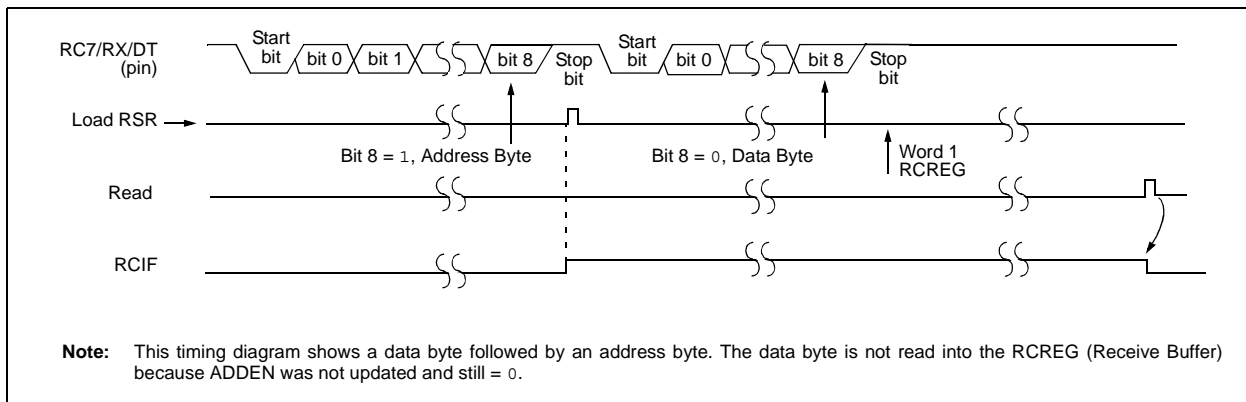 RC7/RX/DT
(pin)
Start
bit
bit 0
bit 1
bit 8
Stop
bit
Start
bit
bit 0
bit 8
Stop
bit
Load RSR
Bit 8 = 1, Address Byte
Bit 8 = 0, Data Byte
Word 1
RCREG
Read
RCIF
Note: This timing diagram shows a data byte followed by an address byte. The data byte is not read into the RCREG (Receive Buffer)
because ADDEN was not updated and still = 0.